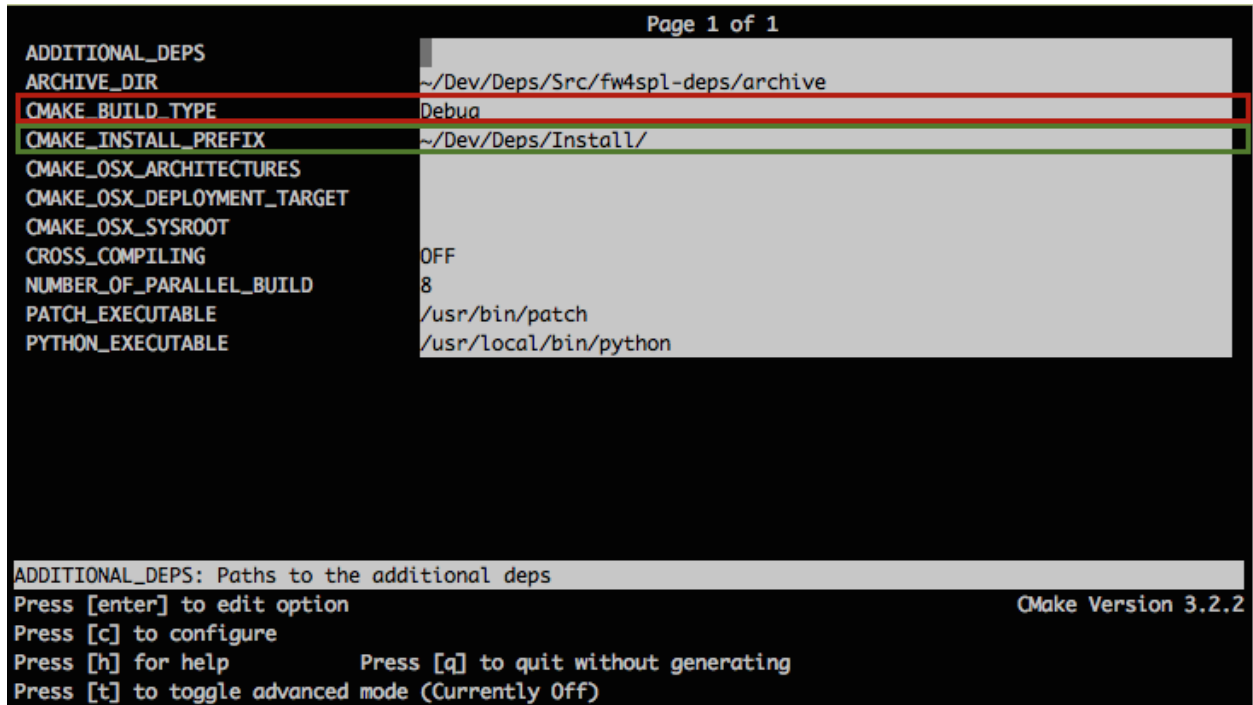 Page 1 of 1
ADDITIONAL_DEPS
ARCHIVE_DIR ~/Dev/Deps/Src/fw4spl-deps/archive
CMAKE_BUILD_TYPE Debug
CMAKE_INSTALL_PREFIX ~/Dev/Deps/Install/
CMAKE_OSX_ARCHITECTURES
CMAKE_OSX_DEPLOYMENT_TARGET
CMAKE_OSX_SYSROOT
CROSS_COMPILING OFF
NUMBER_OF_PARALLEL_BUILD 8
PATCH_EXECUTABLE /usr/bin/patch
PYTHON_EXECUTABLE /usr/local/bin/python
ADDITIONAL_DEPS: Paths to the additional deps
Press [enter] to edit option CMake Version 3.2.2
Press [c] to configure
Press [h] for help Press [q] to quit without generating
Press [t] to toggle advanced mode (Currently Off)